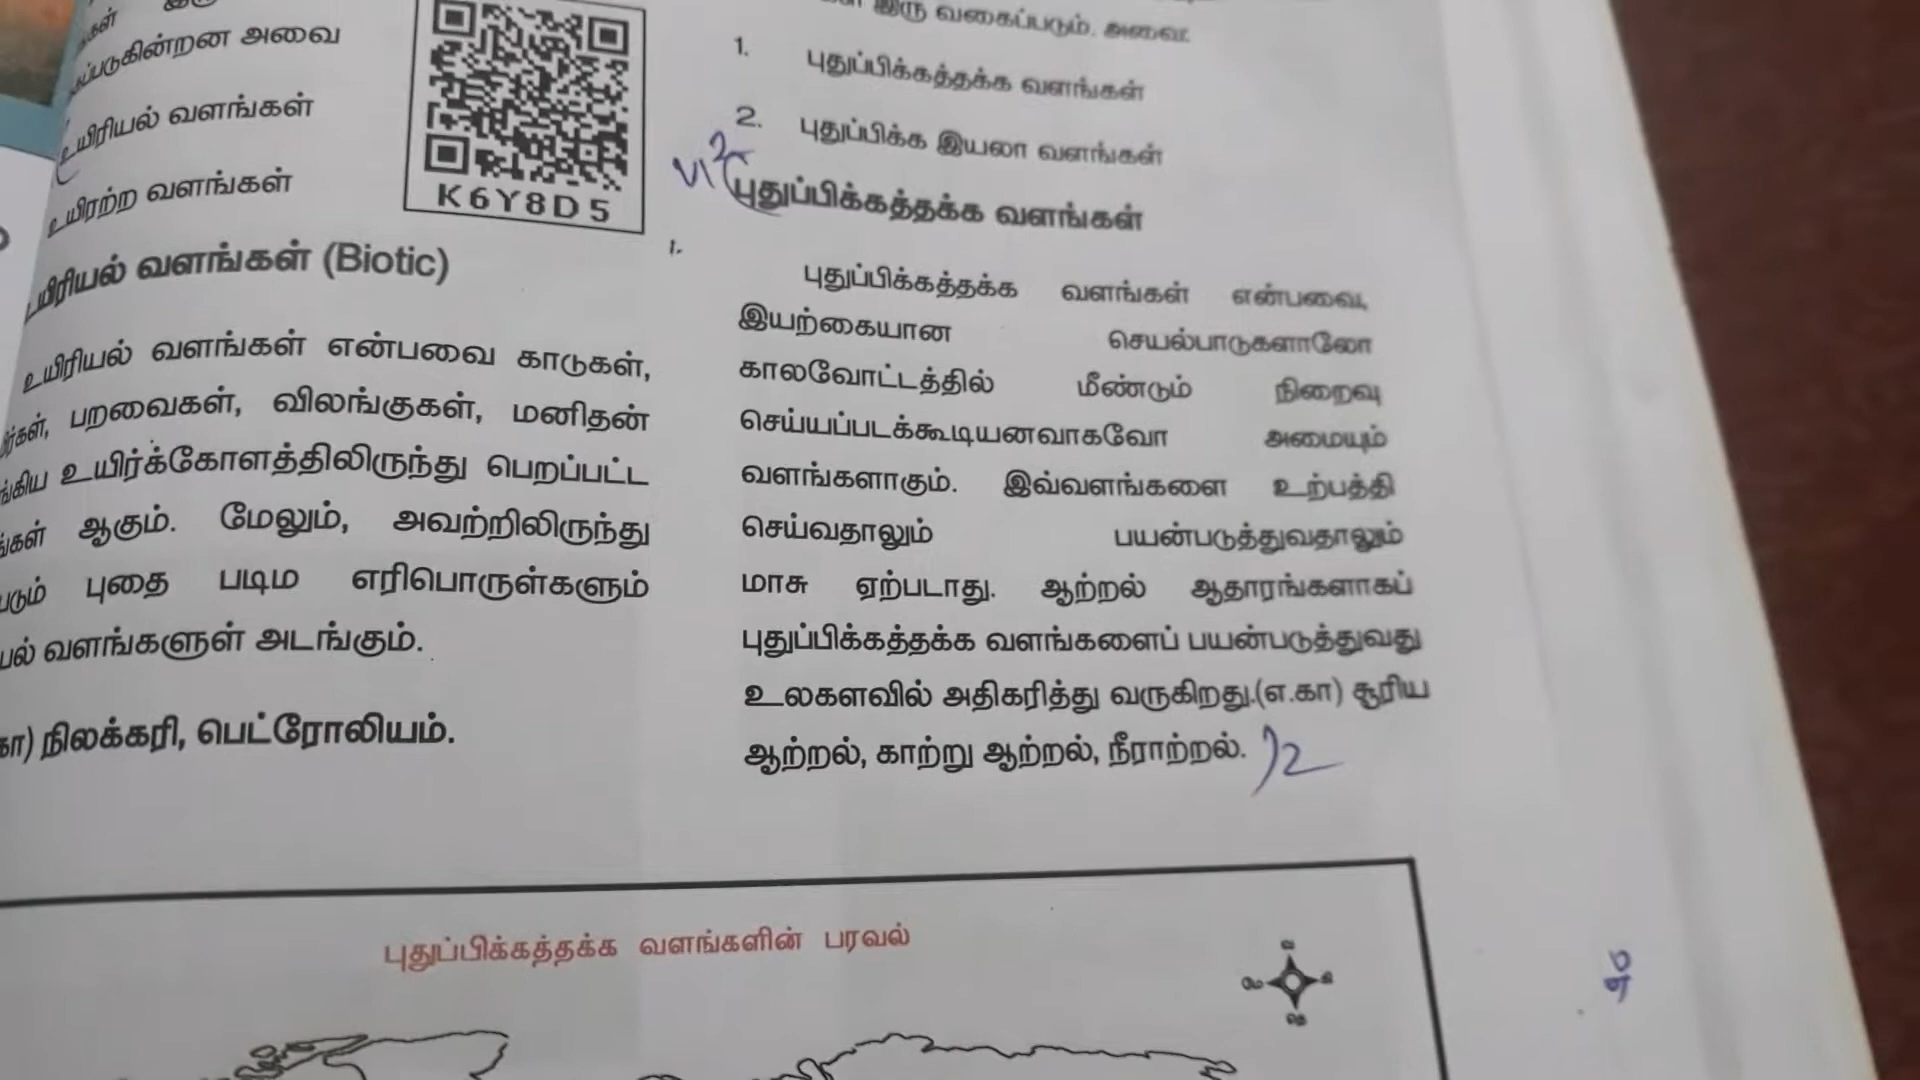 அவை
உயிரியல் வளங்கள்
உயிரற்ற வளங்கள்
K6Y8D5
உயிரியல் வளங்கள் (Biotic)
உயிரியல் வளங்கள் என்பவை காடுகள்,
பறவைகள், விலங்குகள், மனிதன்
உயிர்க்கோளத்திலிருந்து பெறப்பட்ட
ஆகும். மேலும், அவற்றிலிருந்து
புதை படிம எரிபொருள்களும்
வளங்களுள் அடங்கும்.
நிலக்கரி, பெட்ரோலியம்.
இரு வகைப்படும். அவை.
1. புதுப்பிக்கத்தக்க வளங்கள்
2. புதுப்பிக்க இயலா வளங்கள்
புதுப்பிக்கத்தக்க வளங்கள்
1.
புதுப்பிக்கத்தக்க வளங்கள் என்பவை,
இயற்கையான செயல்பாடுகளாலோ
காலவோட்டத்தில் மீண்டும் நிறைவு
செய்யப்படக்கூடியனவாகவோ அமையும்
வளங்களாகும். இவ்வளங்களை உற்பத்தி
செய்வதாலும் பயன்படுத்துவதாலும்
மாசு ஏற்படாது. ஆற்றல் ஆதாரங்களாகப்
புதுப்பிக்கத்தக்க வளங்களைப் பயன்படுத்துவது
உலகளவில் அதிகரித்து வருகிறது.(எ.கா) சூரிய
ஆற்றல், காற்று ஆற்றல், நீராற்றல். )2
புதுப்பிக்கத்தக்க வளங்களின் பரவல்